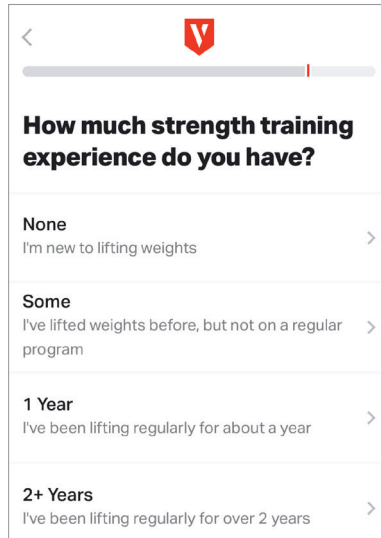 V
How much strength training
experience do you have?
None
I'm new to lifting weights
Some
I've lifted weights before, but not on a regular
program
1 Year
I've been lifting regularly for about a year
2+ Years
I've been lifting regularly for over 2 years